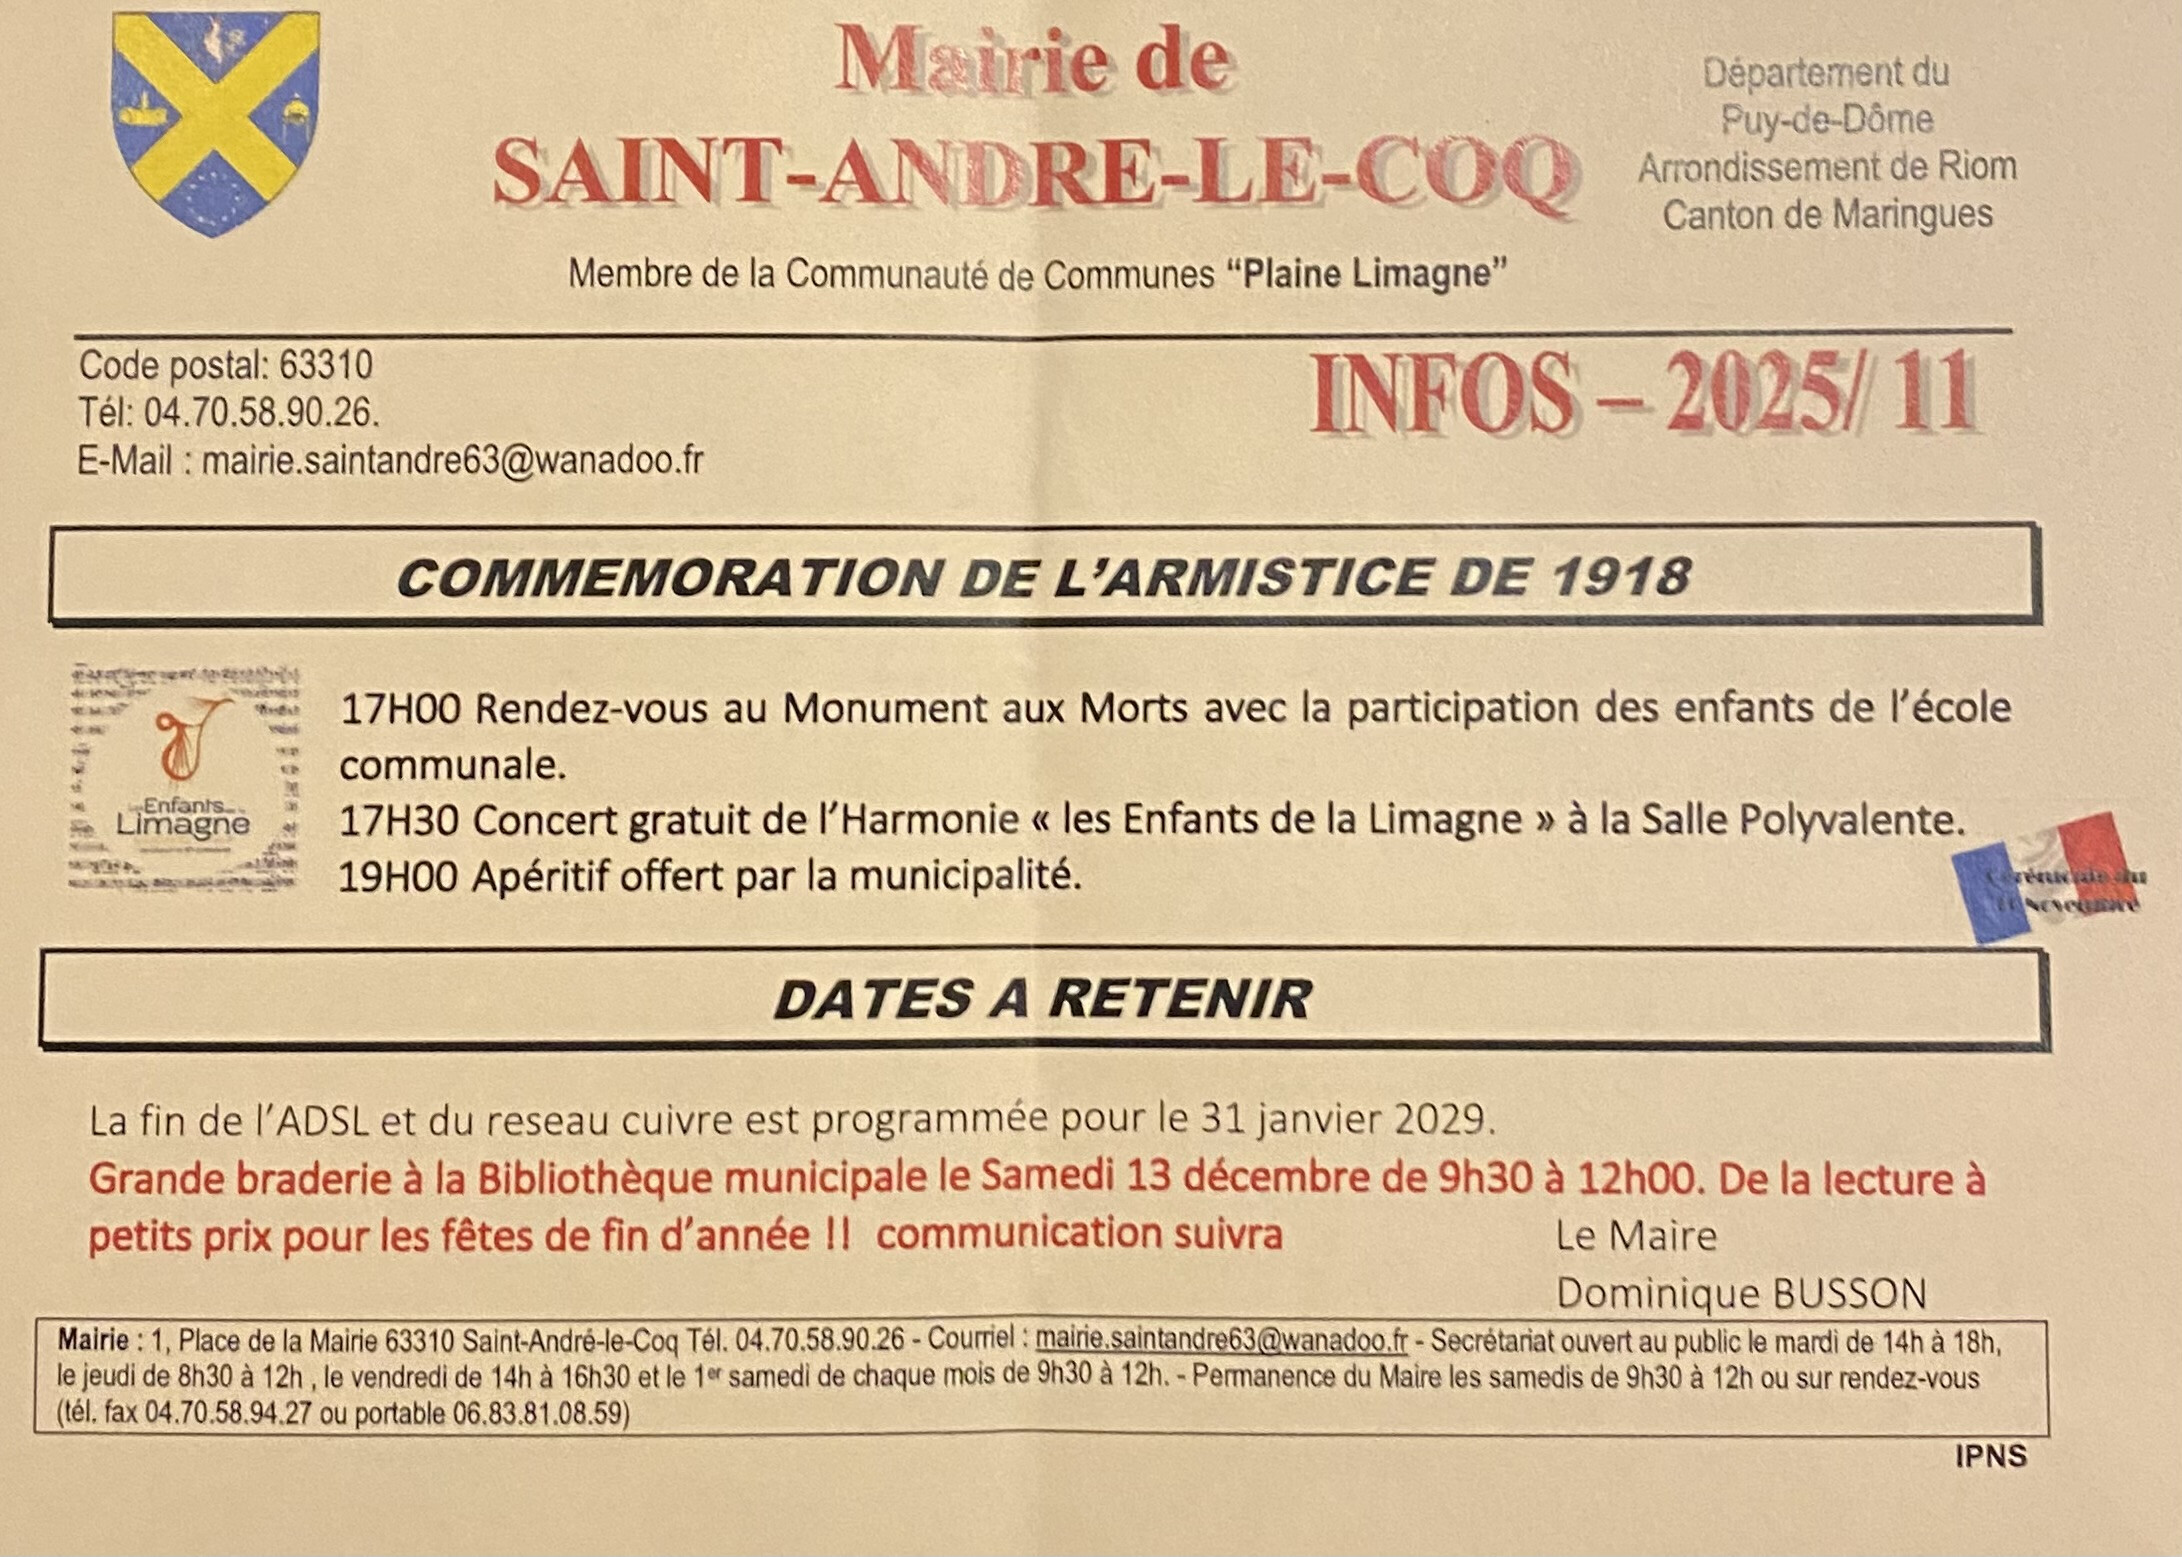 Mairie de
SAINT-ANDRE-LE-COQ
Département du
Puy-de-Dôme
Arrondissement de Riom
Canton de Maringues
Membre de la Communauté de Communes “Plaine Limagne”
Code postal: 63310
Tél: 04.70.58.90.26.
E-Mail : mairie.saintandre63@wanadoo.fr
INFOS – 2025/ 11
COMMEMORATION DE L’ARMISTICE DE 1918
Enfants
Limagne
17H00 Rendez-vous au Monument aux Morts avec la participation des enfants de l’école
communale.
17H30 Concert gratuit de l’Harmonie « les Enfants de la Limagne » à la Salle Polyvalente.
19H00 Apéritif offert par la municipalité.
DATES A RETENIR
La fin de l’ADSL et du reseau cuivre est programmée pour le 31 janvier 2029.
Grande braderie à la Bibliothèque municipale le Samedi 13 décembre de 9h30 à 12h00. De la lecture à
petits prix pour les fêtes de fin d’année !! communication suivra
Le Maire
Dominique BUSSON
Mairie : 1, Place de la Mairie 63310 Saint-André-le-Coq Tél. 04.70.58.90.26 - Courriel : mairie.saintandre63@wanadoo.fr - Secrétariat ouvert au public le mardi de 14h à 18h,
le jeudi de 8h30 à 12h , le vendredi de 14h à 16h30 et le 1er samedi de chaque mois de 9h30 à 12h. - Permanence du Maire les samedis de 9h30 à 12h ou sur rendez-vous
(tél. fax 04.70.58.94.27 ou portable 06.83.81.08.59)
IPNS